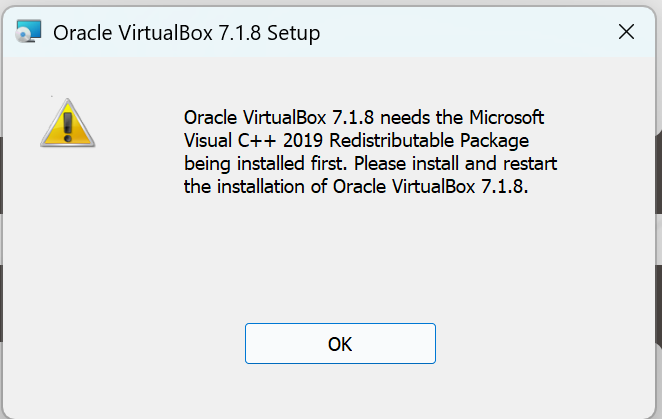 Oracle VirtualBox 7.1.8 Setup
Oracle VirtualBox 7.1.8 needs the Microsoft
Visual C++ 2019 Redistributable Package
being installed first. Please install and restart
the installation of Oracle VirtualBox 7.1.8.
OK